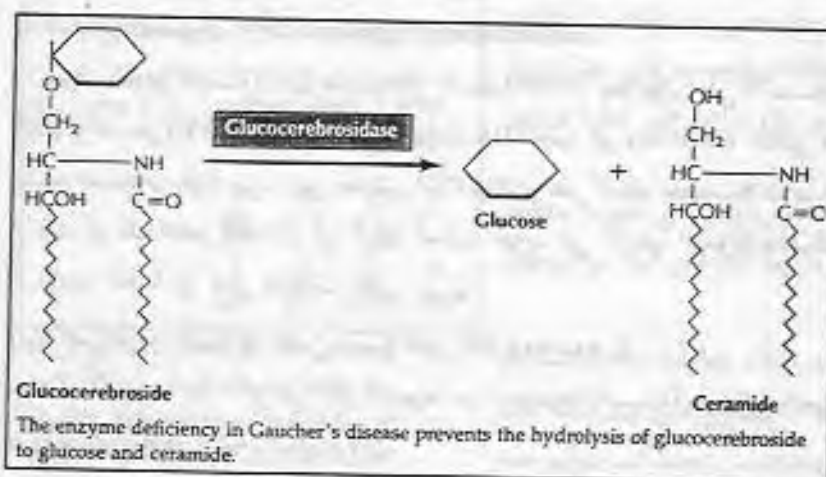 O
CH₂
HC NH
HCOH C=O
Glucocerebroside
Glucocerebrosidase
Glucose
+
OH
CH₂
HC NH
HCOH C=O
Ceramide
The enzyme deficiency in Gaucher's disease prevents the hydrolysis of glucocerebroside
to glucose and ceramide.